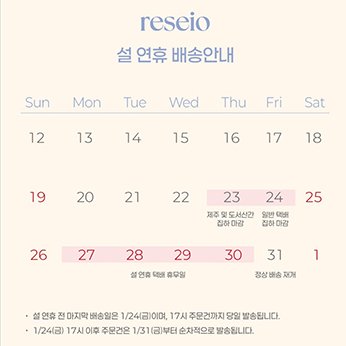 reseio
설 연휴 배송안내
Sun Mon Tue Wed Thu Fri Sat
12 13 14 15 16 17 18
19 20 21 22 23 24 25
제주 및 도서산간 일반 택배
집하 마감 집하 마감
26 27 28 29 30 31 1
설 연휴 택배 휴무일 정상 배송 재개
• 설 연휴 전 마지막 배송일은 1/24(금)이며, 17시 주문건까지 당일 발송됩니다.
• 1/24(금) 17시 이후 주문건은 1/31(금)부터 순차적으로 발송됩니다.